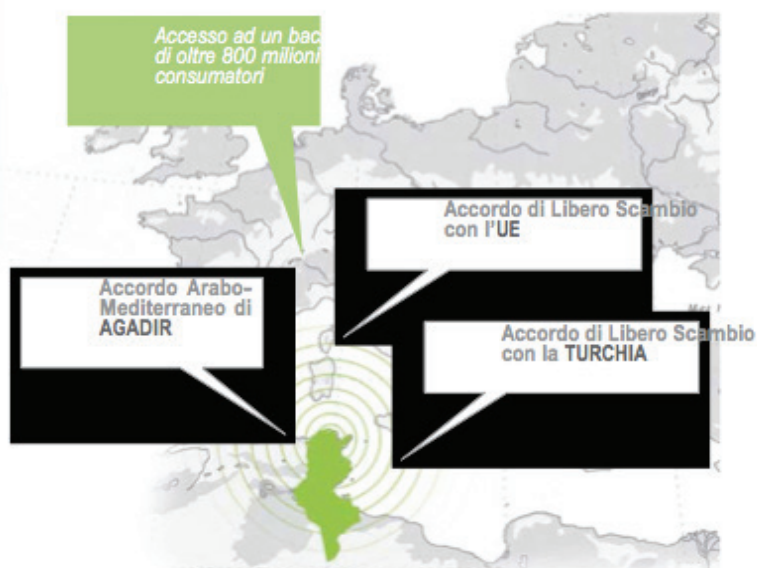 Accesso ad un bac
di oltre 800 milioni
consumatori
Accordo di Libero Scambio
con l'UE
Accordo Arabo-
Mediterraneo di
AGADIR
Accordo di Libero Scambio
con la TURCHIA